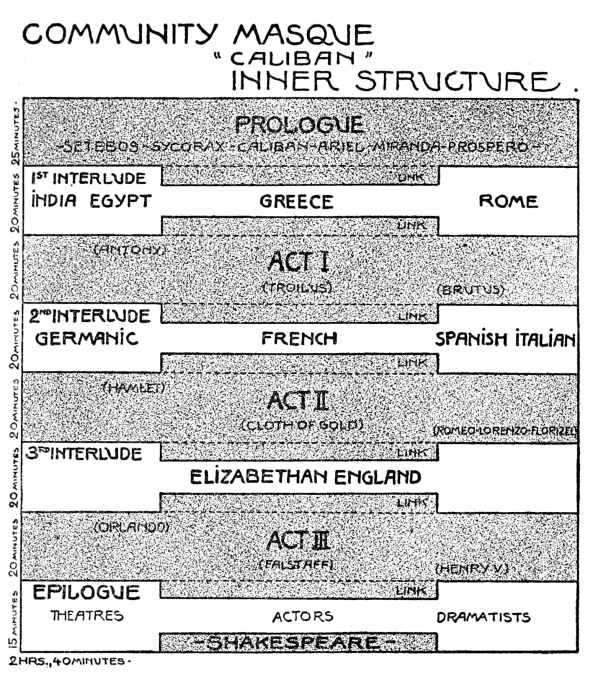 COMMUNITY MASQUE
"CALIBAN"
INNER STRUCTURE.
25 MINUTES-
PROLOGUE
-SETEBOS-SYCORAX-CALIBAN-ARIEL-MIRANDA-PROSPERO-
LINK
20 MINUTES
1ST INTERLUDE
INDIA EGYPT
GREECE
ROME
LINK
20 MINUTES
(ANTONY)
ACT I
(TROILUS)
(BRUTUS)
LINK
20 MINUTES
2ND INTERLUDE
GERMANIC
FRENCH
SPANISH ITALIAN
LINK
20 MINUTES
(HAMLET)
ACT II
(CLOTH OF GOLD)
(ROMEO-LORENZO-FLORIZEL)
LINK
20 MINUTES
3RD INTERLUDE
ELIZABETHAN ENGLAND
LINK
20 MINUTES
(ORLANDO)
ACT III
(FALSTAFF)
(HENRY V.)
LINK
15 MINUTES
EPILOGUE
THEATRES
ACTORS
DRAMATISTS
-SHAKESPEARE-
2 HRS., 40 MINUTES-